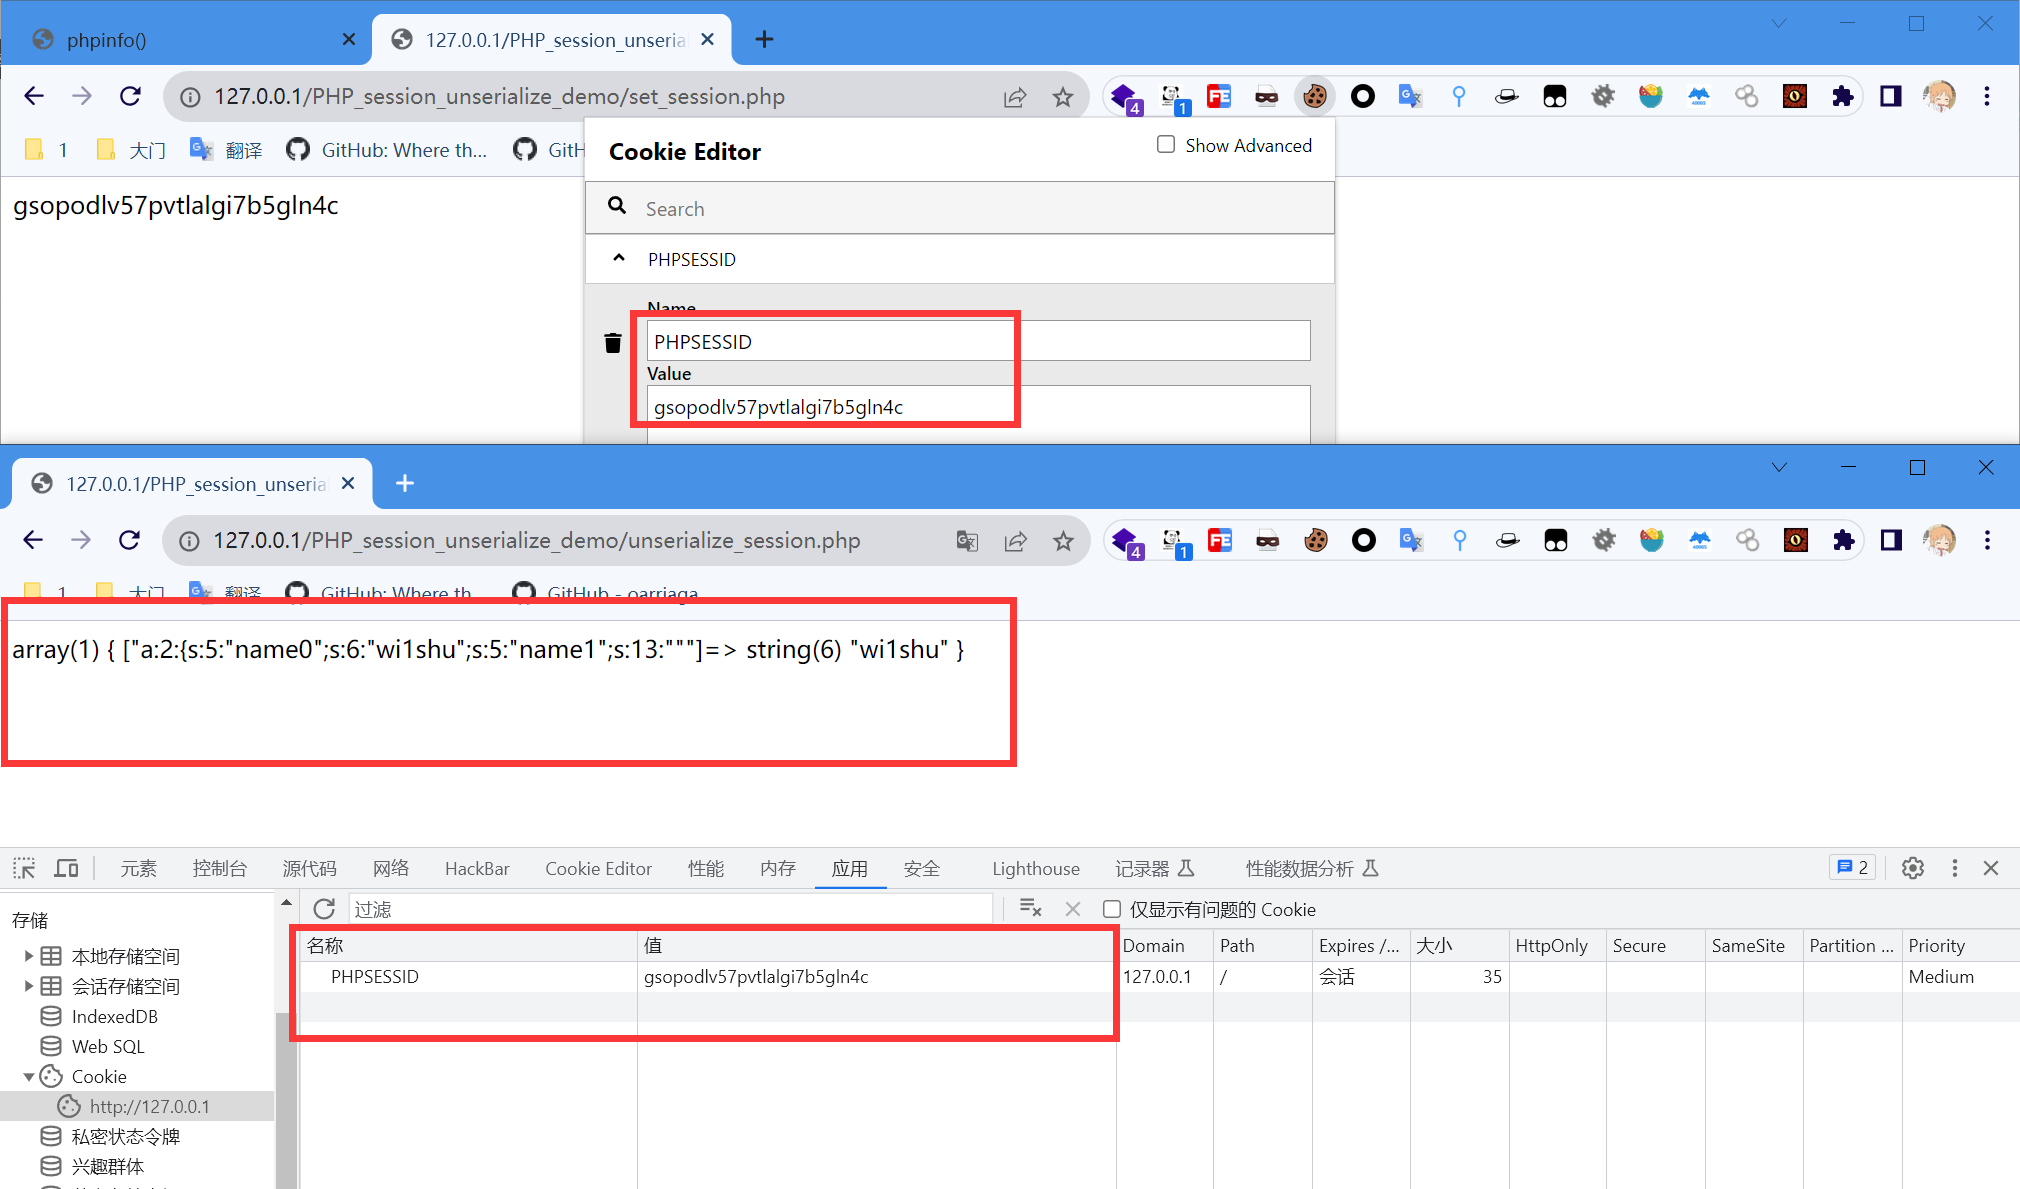 phpinfo()
127.0.0.1/PHP_session_unseria
127.0.0.1/PHP_session_unserialize_demo/set_session.php
4
1
1
大门
翻译
GitHub: Where th...
GitH
Cookie Editor
Show Advanced
gsopodlv57pvtlalgi7b5gln4c
Search
PHPSESSID
Name
PHPSESSID
Value
gsopodlv57pvtlalgi7b5gln4c
127.0.0.1/PHP_session_unseria
127.0.0.1/PHP_session_unserialize_demo/unserialize_session.php
4
1
1
大门
翻译
GitHub: Where th
GitHub - oarriaga
array(1) { ["a:2:{s:5:"name0";s:6:"wi1shu";s:5:"name1";s:13:"""]=> string(6) "wi1shu" }
元素 控制台 源代码 网络 HackBar Cookie Editor 性能 内存 应用 安全 Lighthouse 记录器 性能数据分析 2
存储
过滤
仅显示有问题的 Cookie
名称 值 Domain Path Expires /... 大小 HttpOnly Secure SameSite Partition ... Priority
PHPSESSID gsopodlv57pvtlalgi7b5gln4c 127.0.0.1 / 会话 35 Medium
本地存储空间
会话存储空间
IndexedDB
Web SQL
Cookie
http://127.0.0.1
私密状态令牌
兴趣群体